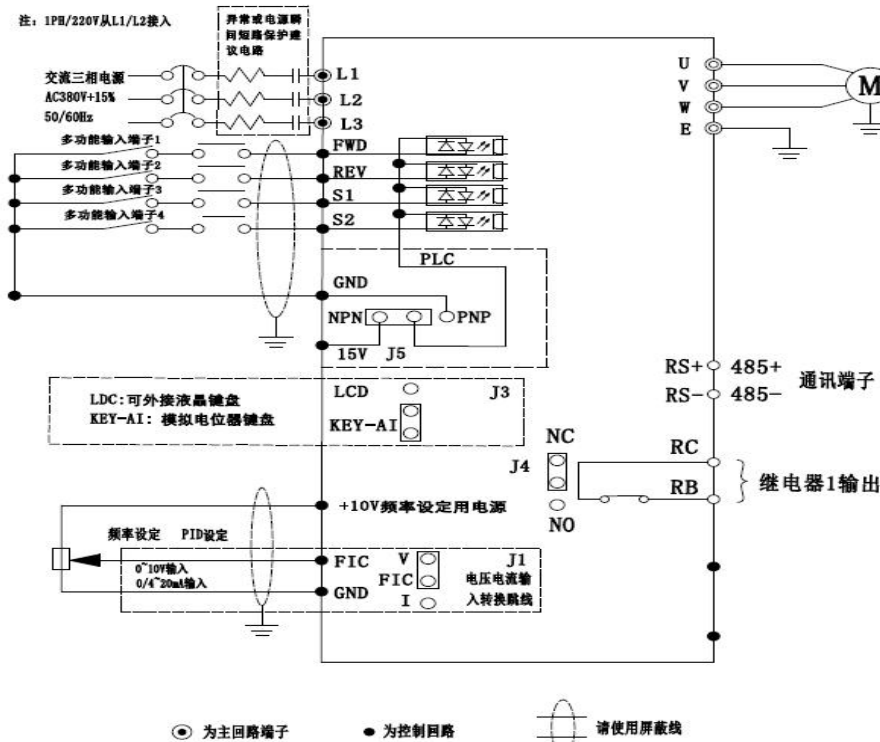 注: 1PH/220V从L1/L2接入
异常或电源瞬
间短路保护建
议电路
交流三相电源
AC380V+15%
50/60Hz
L1
L2
L3
U
V
W
E
M
多功能输入端子1
多功能输入端子2
多功能输入端子3
多功能输入端子4
FWD
REV
S1
S2
PLC
GND
NPN
PNP
15V
J5
LDC:可外接液晶键盘
KEY-AI: 模拟电位器键盘
LCD
J3
KEY-AI
RS+ 485+
RS- 485-
通讯端子
NC
J4
NO
RC
RB
继电器1输出
+10V频率设定用电源
频率设定 PID设定
0~10V输入
0/4~20mA输入
FIC
GND
V
FIC
I
J1
电压电流输
入转换跳线
为主回路端子
为控制回路
请使用屏蔽线